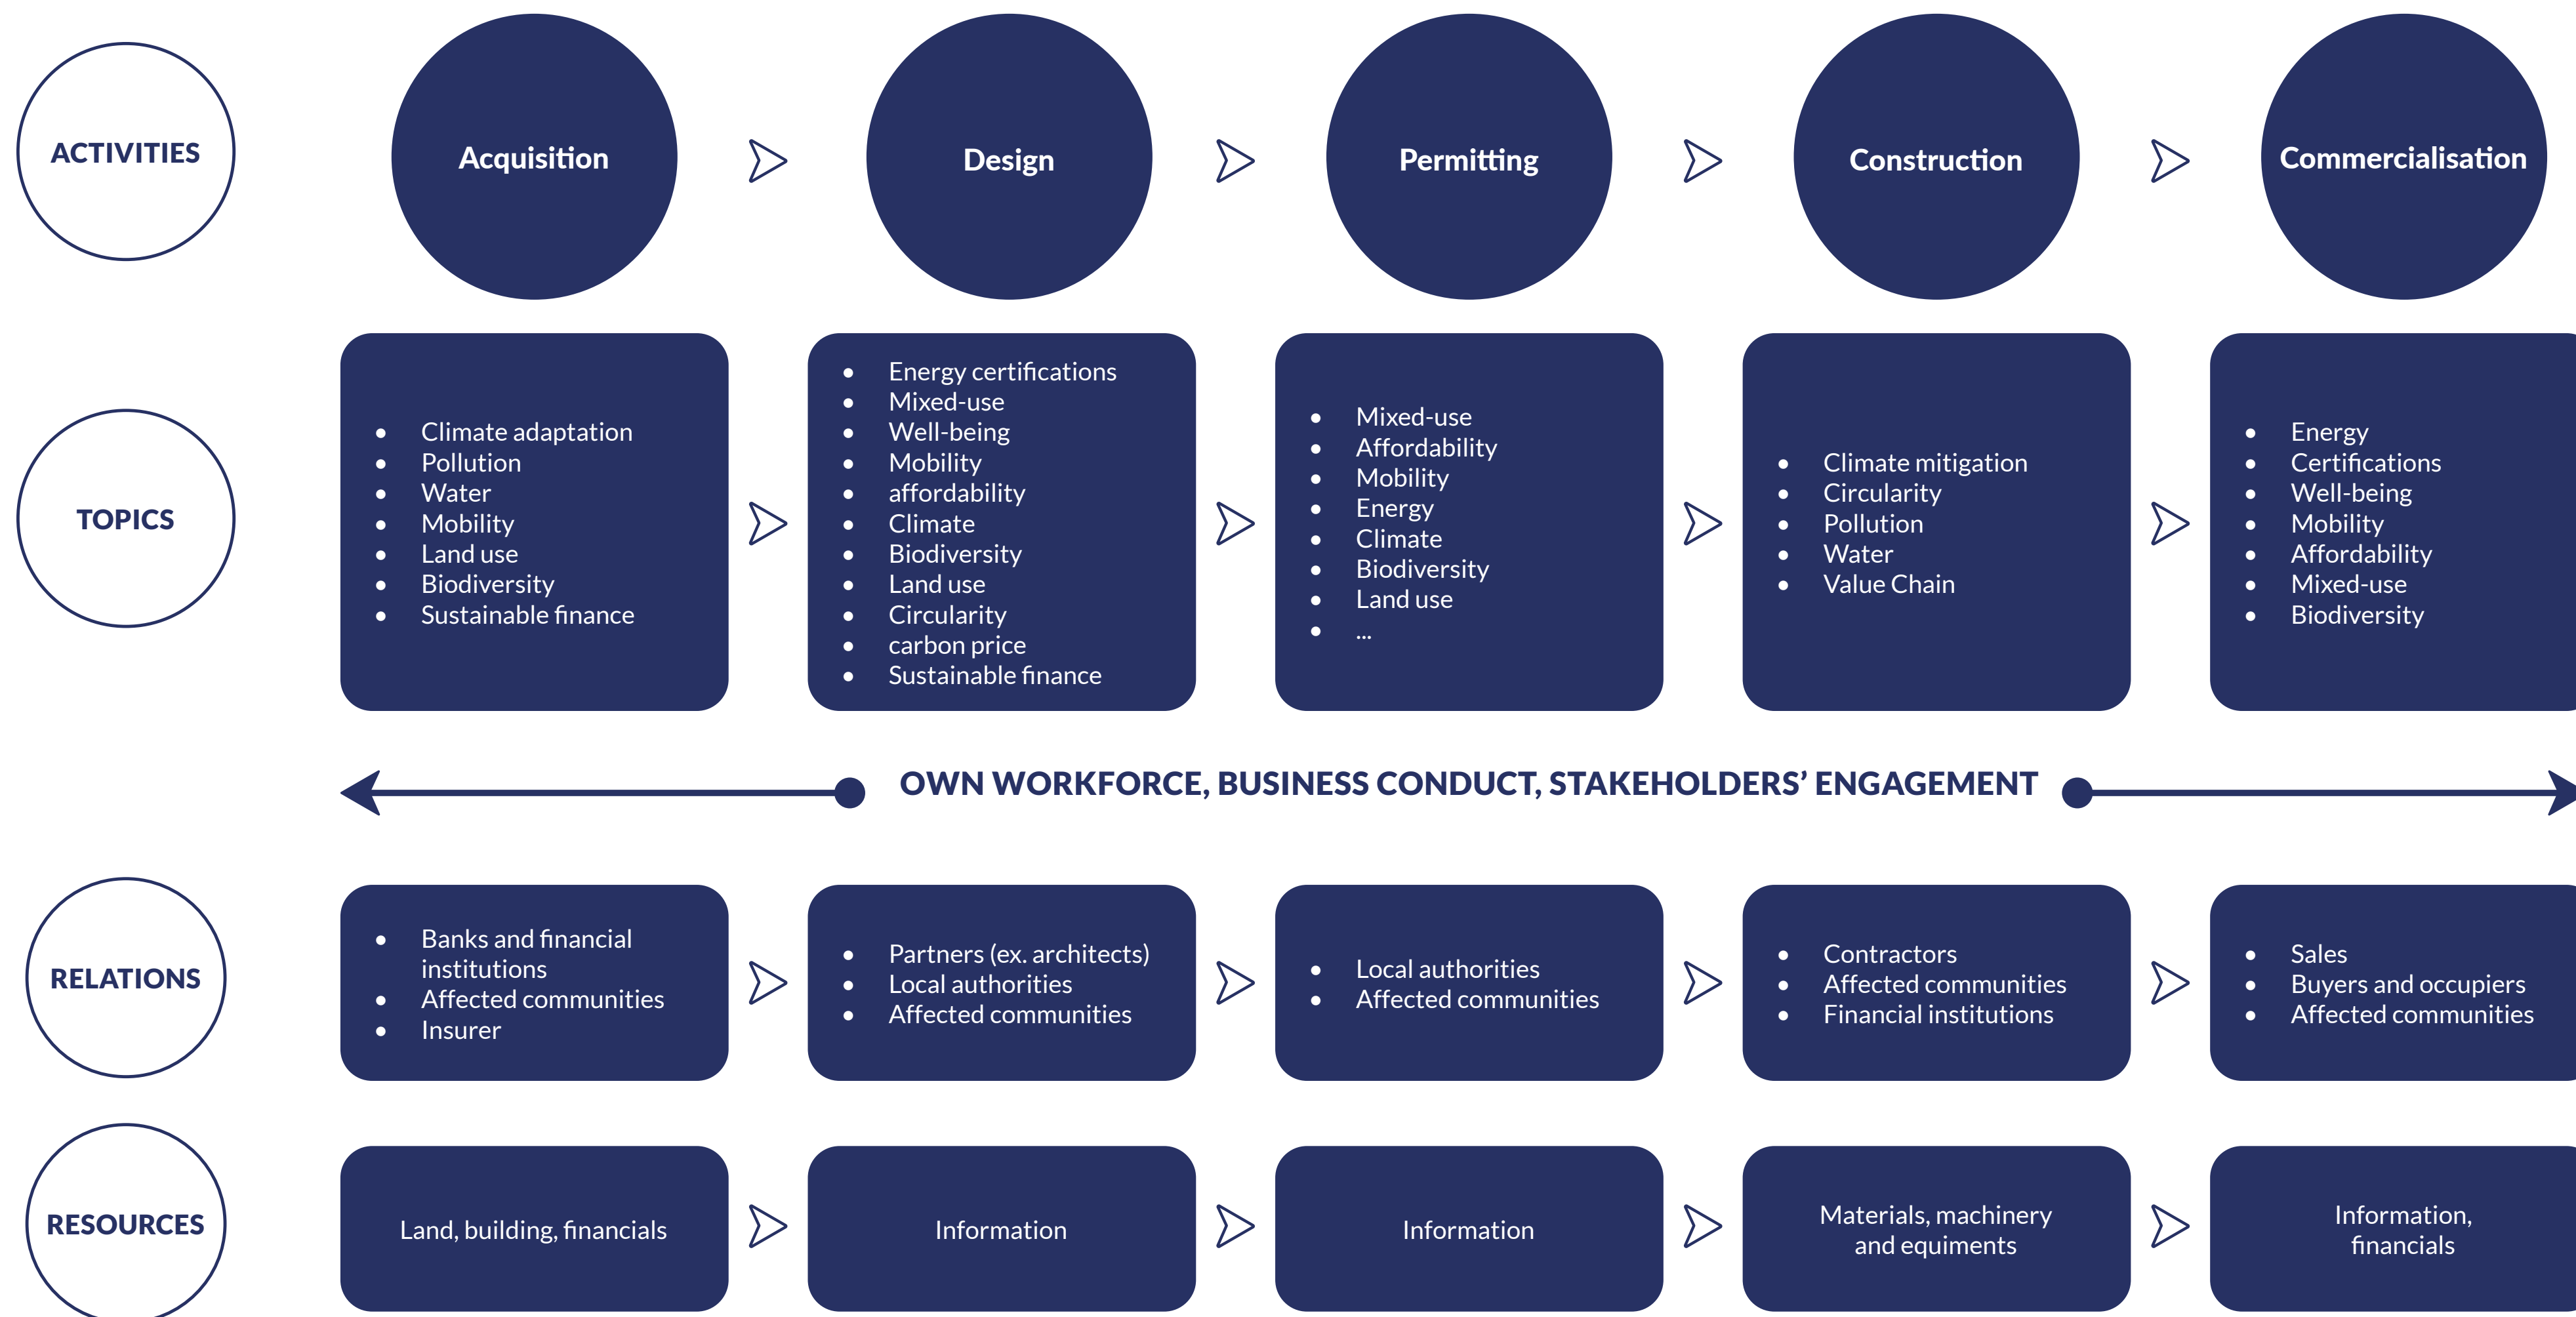 ACTIVITIES
Acquisition
Design
Permitting
Construction
Commercialisation
TOPICS
• Climate adaptation
• Pollution
• Water
• Mobility
• Land use
• Biodiversity
• Sustainable finance
• Energy certifications
• Mixed-use
• Well-being
• Mobility
• affordability
• Climate
• Biodiversity
• Land use
• Circularity
• carbon price
• Sustainable finance
• Mixed-use
• Affordability
• Mobility
• Energy
• Climate
• Biodiversity
• Land use
• ...
• Climate mitigation
• Circularity
• Pollution
• Water
• Value Chain
• Energy
• Certifications
• Well-being
• Mobility
• Affordability
• Mixed-use
• Biodiversity
OWN WORKFORCE, BUSINESS CONDUCT, STAKEHOLDERS’ ENGAGEMENT
RELATIONS
• Banks and financial
institutions
• Affected communities
• Insurer
• Partners (ex. architects)
• Local authorities
• Affected communities
• Local authorities
• Affected communities
• Contractors
• Affected communities
• Financial institutions
• Sales
• Buyers and occupiers
• Affected communities
RESOURCES
Land, building, financials
Information
Information
Materials, machinery
and equiments
Information,
financials